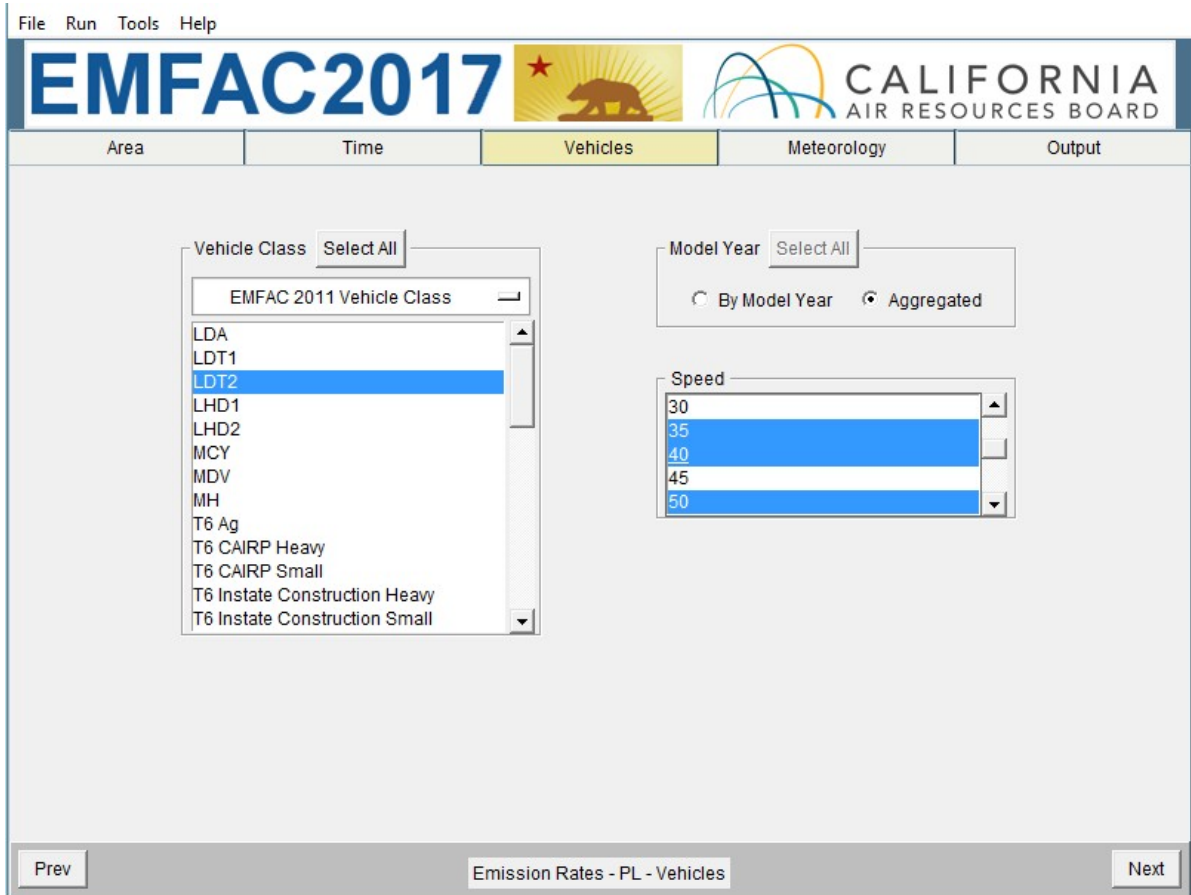 File Run Tools Help
EMFAC2017
CALIFORNIA
AIR RESOURCES BOARD
Area Time Vehicles Meteorology Output
Vehicle Class Select All
EMFAC 2011 Vehicle Class
LDA
LDT1
LDT2
LHD1
LHD2
MCY
MDV
MH
T6 Ag
T6 CAIRP Heavy
T6 CAIRP Small
T6 Instate Construction Heavy
T6 Instate Construction Small
Model Year Select All
By Model Year Aggregated
Speed
30
35
40
45
50
Prev Emission Rates - PL - Vehicles Next